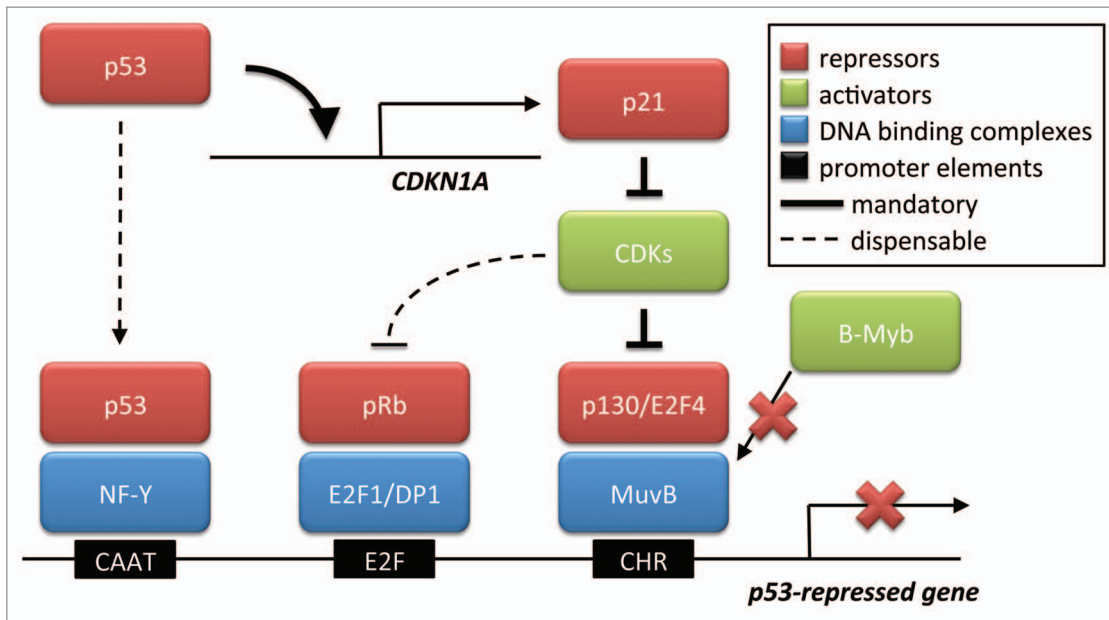 p53
CDKN1A
p21
repressors
activators
DNA binding complexes
promoter elements
mandatory
dispensable
CDKs
B-Myb
p53
pRb
p130/E2F4
NF-Y
E2F1/DP1
MuvB
CAAT
E2F
CHR
p53-repressed gene